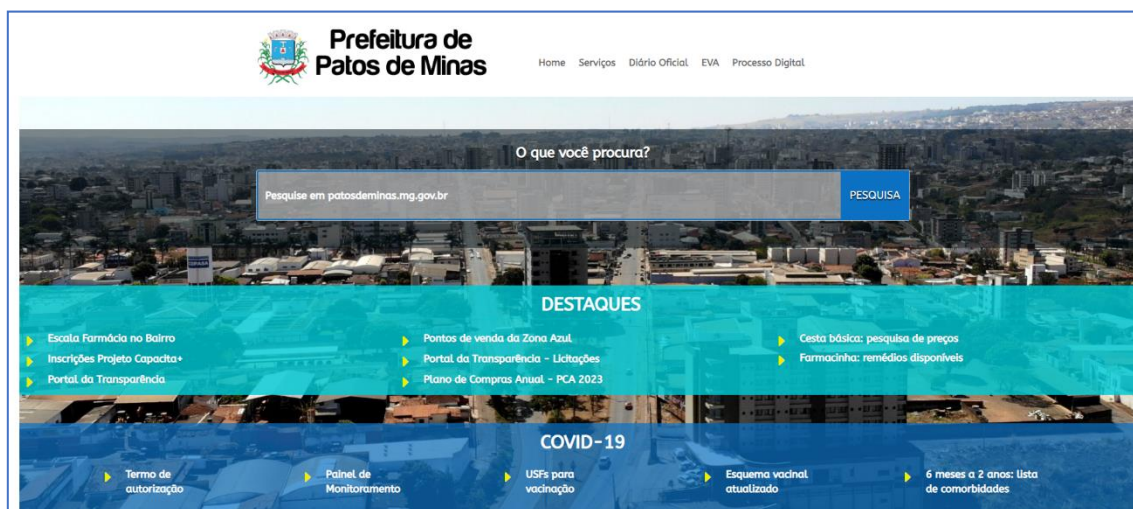 Prefeitura de
Patos de Minas
Home Serviços Diário Oficial EVA Processo Digital
O que você procura?
Pesquise em patosdeminas.mg.gov.br PESQUISA
COPASA
DESTAQUES
Escala Farmácia no Bairro Pontos de venda da Zona Azul Cesta básica: pesquisa de preços
Inscrições Projeto Capacita+ Portal da Transparência - Licitações Farmacinha: remédios disponíveis
Portal da Transparência Plano de Compras Anual - PCA 2023
COVID-19
Termo de Painel de USFs para Esquema vacinal 6 meses a 2 anos: lista
autorização Monitoramento vacinação atualizado de comorbidades